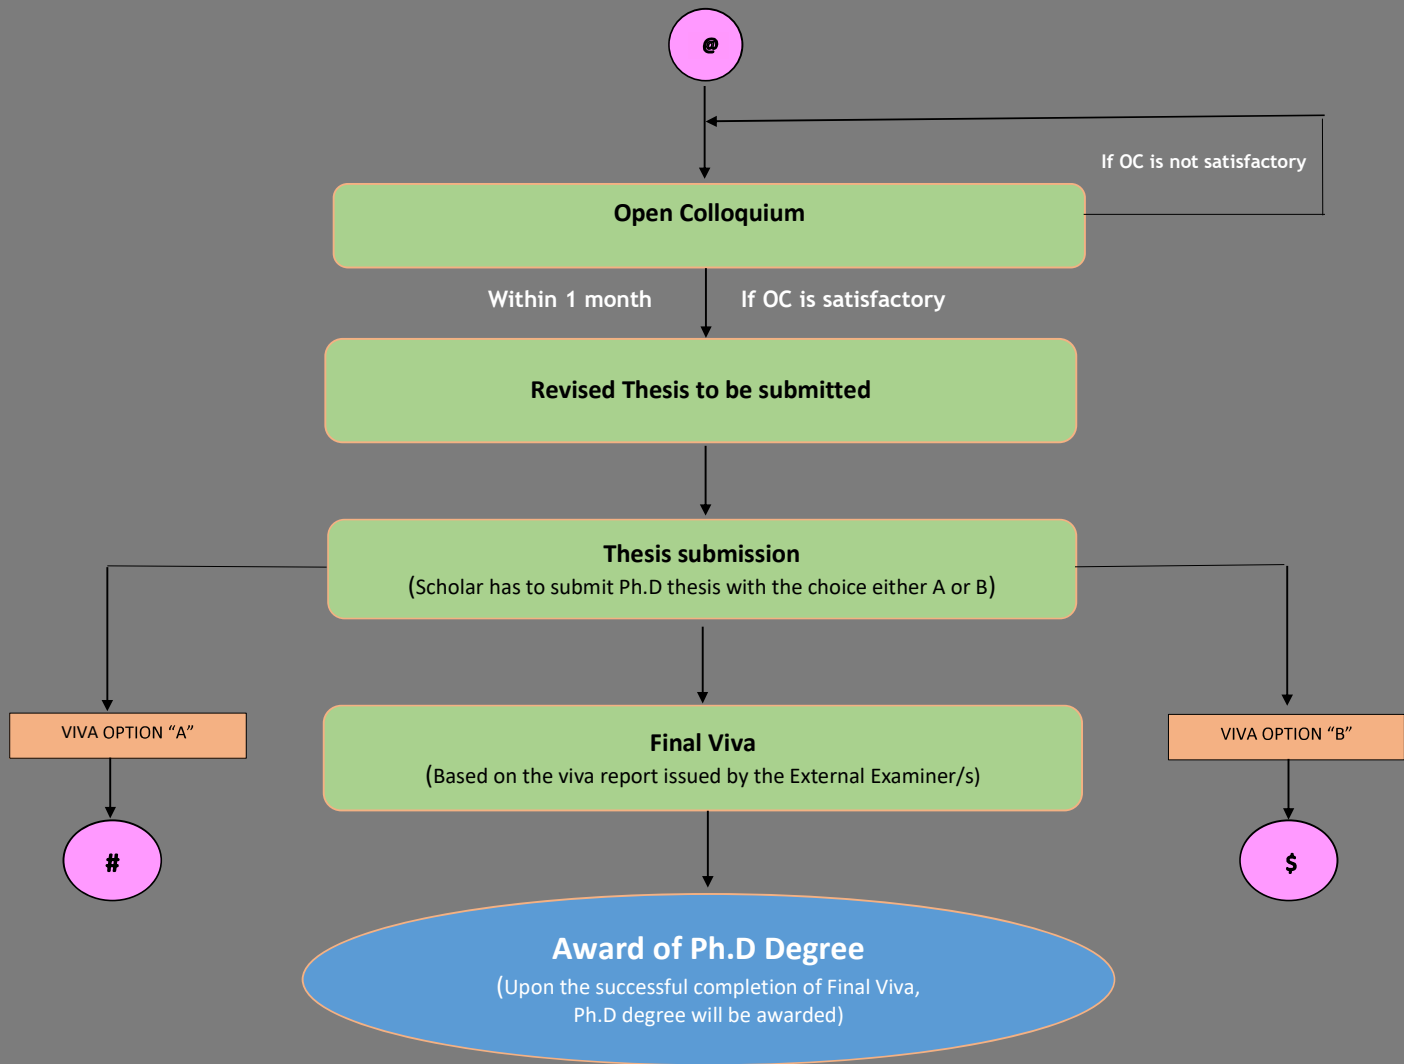 @
If OC is not satisfactory
Open Colloquium
Within 1 month
If OC is satisfactory
Revised Thesis to be submitted
Thesis submission
(Scholar has to submit Ph.D thesis with the choice either A or B)
VIVA OPTION “A”
Final Viva
(Based on the viva report issued by the External Examiner/s)
VIVA OPTION “B”
#
$
Award of Ph.D Degree
(Upon the successful completion of Final Viva,
Ph.D degree will be awarded)